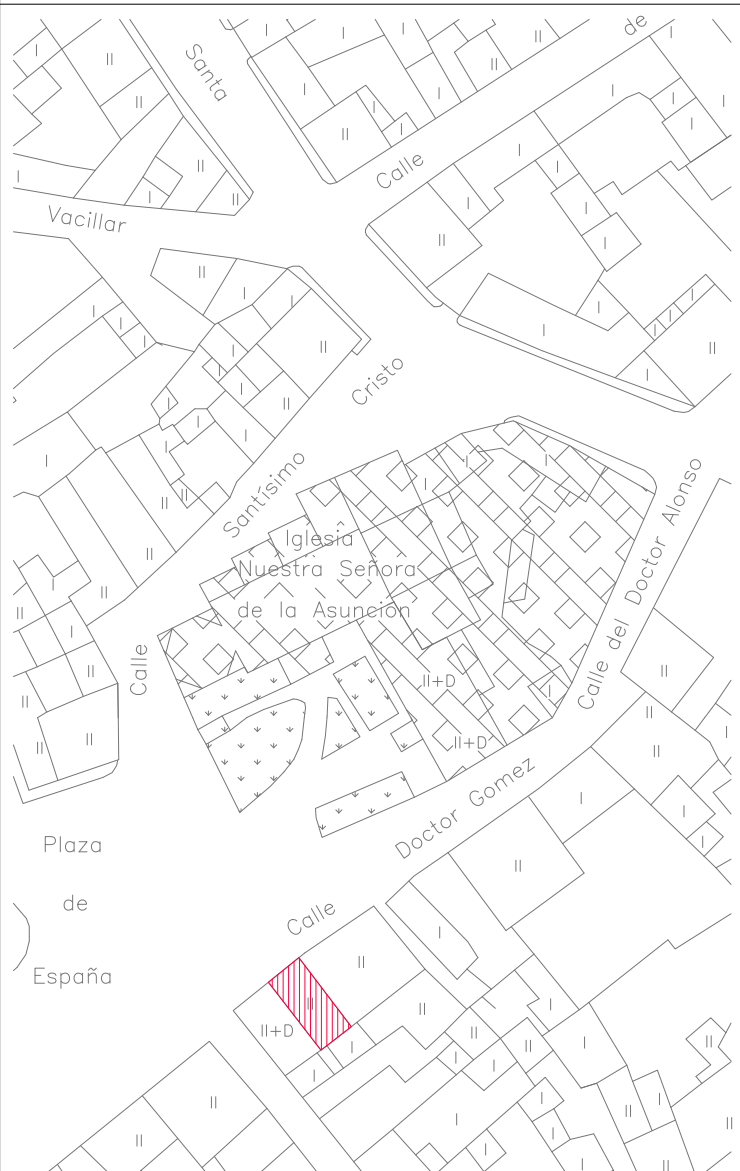 Santa
de
Calle
Vacillar
Cristo
Santísimo
Calle
Iglesia
Nuestra Señora
de la Asunción
II+D
II+D
Calle del Doctor Alonso
Doctor Gomez
Calle
Plaza
de
España
II+D